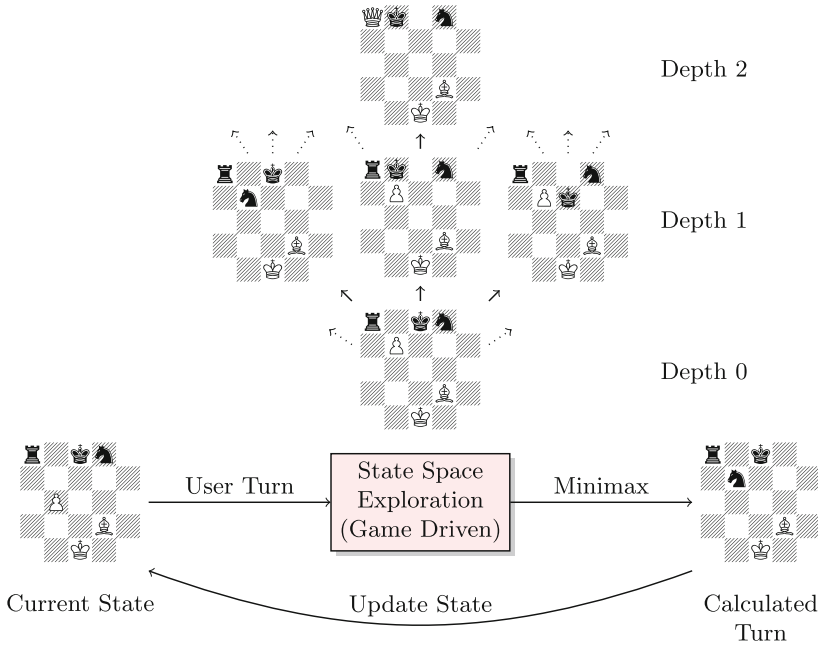 Depth 2
Depth 1
Depth 0
User Turn
State Space
Exploration
(Game Driven)
Minimax
Current State
Update State
Calculated
Turn